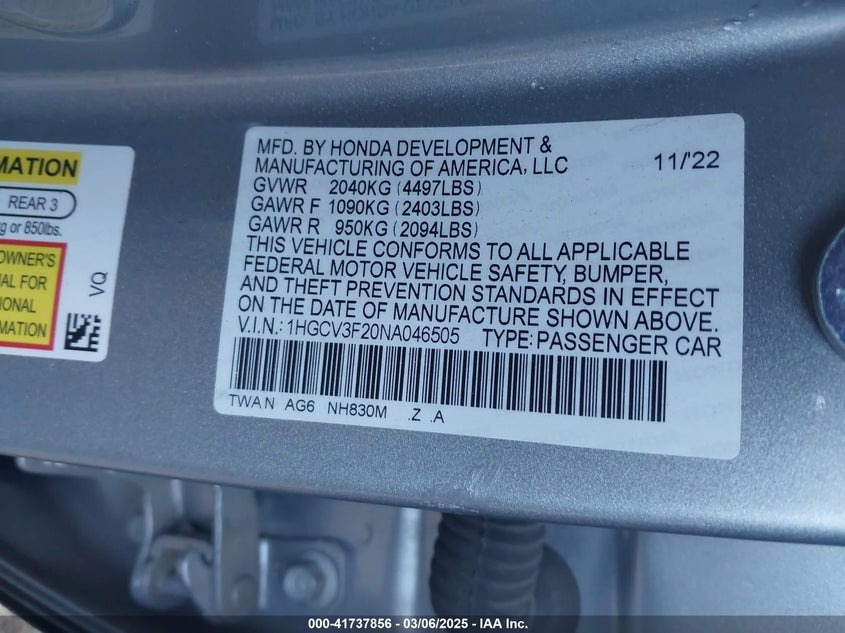 MATION
REAR 3
g or 850lbs.
OWNER'S
AL FOR
IONAL
RMATION
VQ
MFD. BY HONDA DEVELOPMENT &
MANUFACTURING OF AMERICA, LLC 11/'22
GVWR 2040KG (4497LBS)
GAWR F 1090KG (2403LBS)
GAWR R 950KG (2094LBS)
THIS VEHICLE CONFORMS TO ALL APPLICABLE
FEDERAL MOTOR VEHICLE SAFETY, BUMPER,
AND THEFT PREVENTION STANDARDS IN EFFECT
ON THE DATE OF MANUFACTURE SHOWN ABOVE.
V.I.N.: 1HGCV3F20NA046505 TYPE: PASSENGER CAR
TWA N AG6 NH830M .Z .A
000-41737856 - 03/06/2025 - IAA Inc.